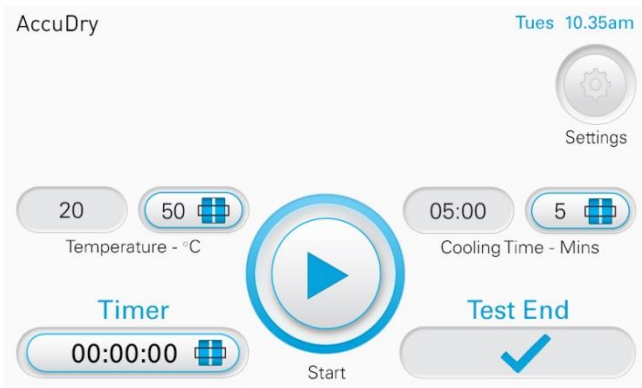 AccuDry
Tues 10.35am
Settings
20
50
05:00
5
Temperature - °C
Cooling Time - Mins
Timer
Test End
00:00:00
Start